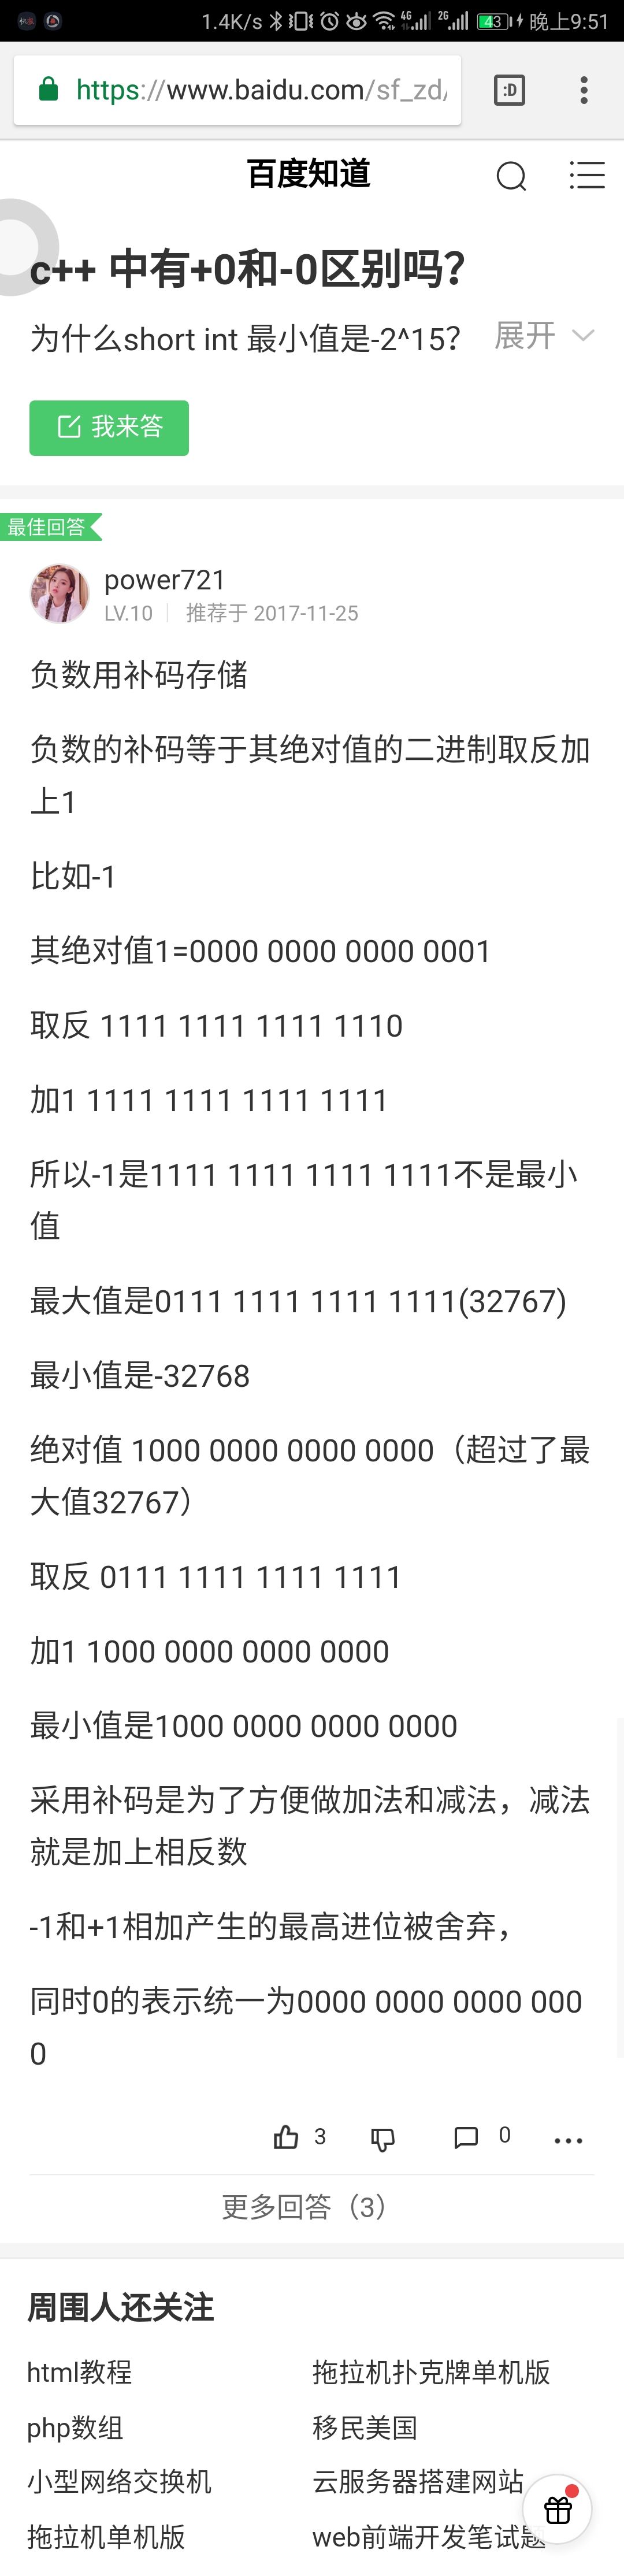 1.4K/s 4G 2G 43 晚上9:51
https://www.baidu.com/sf_zd/
:D
百度知道
c++ 中有+0和-0区别吗?
为什么short int 最小值是-2^15? 展开
我来答
最佳回答
power721
LV.10 推荐于 2017-11-25
负数用补码存储
负数的补码等于其绝对值的二进制取反加
上1
比如-1
其绝对值1=0000 0000 0000 0001
取反 1111 1111 1111 1110
加1 1111 1111 1111 1111
所以-1是1111 1111 1111 1111不是最小
值
最大值是0111 1111 1111 1111(32767)
最小值是-32768
绝对值 1000 0000 0000 0000（超过了最
大值32767）
取反 0111 1111 1111 1111
加1 1000 0000 0000 0000
最小值是1000 0000 0000 0000
采用补码是为了方便做加法和减法，减法
就是加上相反数
-1和+1相加产生的最高进位被舍弃，
同时0的表示统一为0000 0000 0000 000
0
3 0
更多回答（3）
周围人还关注
html教程 拖拉机扑克牌单机版
php数组 移民美国
小型网络交换机 云服务器搭建网站
拖拉机单机版 web前端开发笔试题